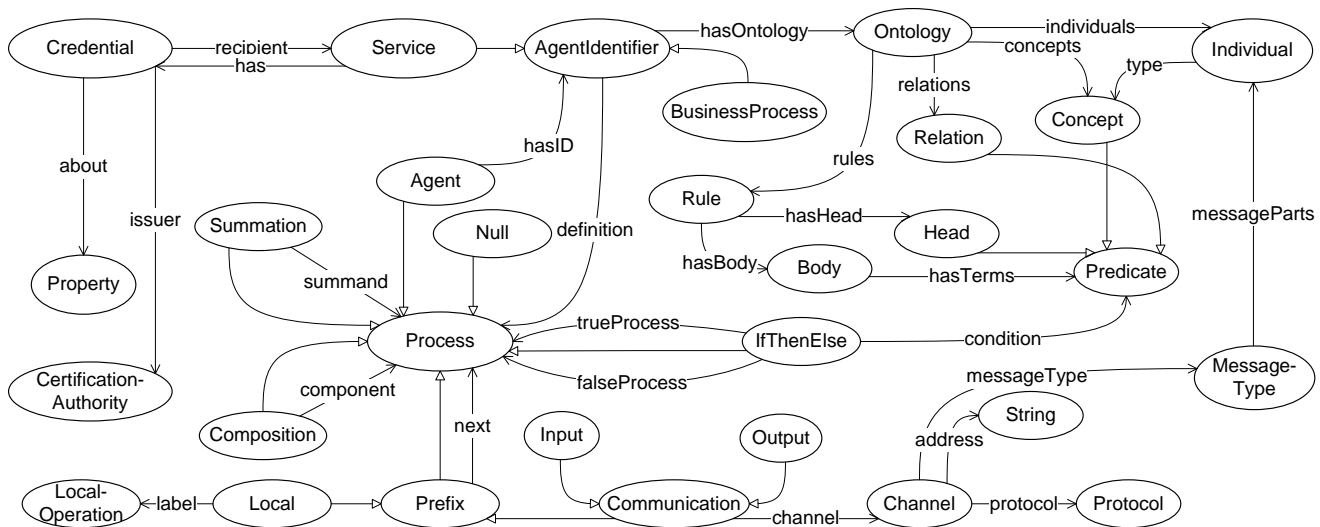 individuals
Credential
recipient
Service
AgentIdentifier
hasOntology
Ontology
concepts
Individual
has
type
relations
BusinessProcess
Concept
Relation
hasID
about
Agent
rules
Rule
issuer
Summation
Null
definition
hasHead
Head
messageParts
hasBody
Body
hasTerms
Predicate
Property
summand
trueProcess
Process
IfThenElse
condition
Certification-
Authority
component
falseProcess
messageType
Message-
Type
String
Composition
next
Input
Output
address
Local-
Operation
label
Local
Prefix
Communication
channel
Channel
protocol
Protocol